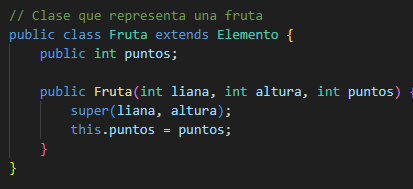 // Clase que representa una fruta
public class Fruta extends Elemento {
public int puntos;
public Fruta(int liana, int altura, int puntos) {
super(liana, altura);
this.puntos = puntos;
}
}